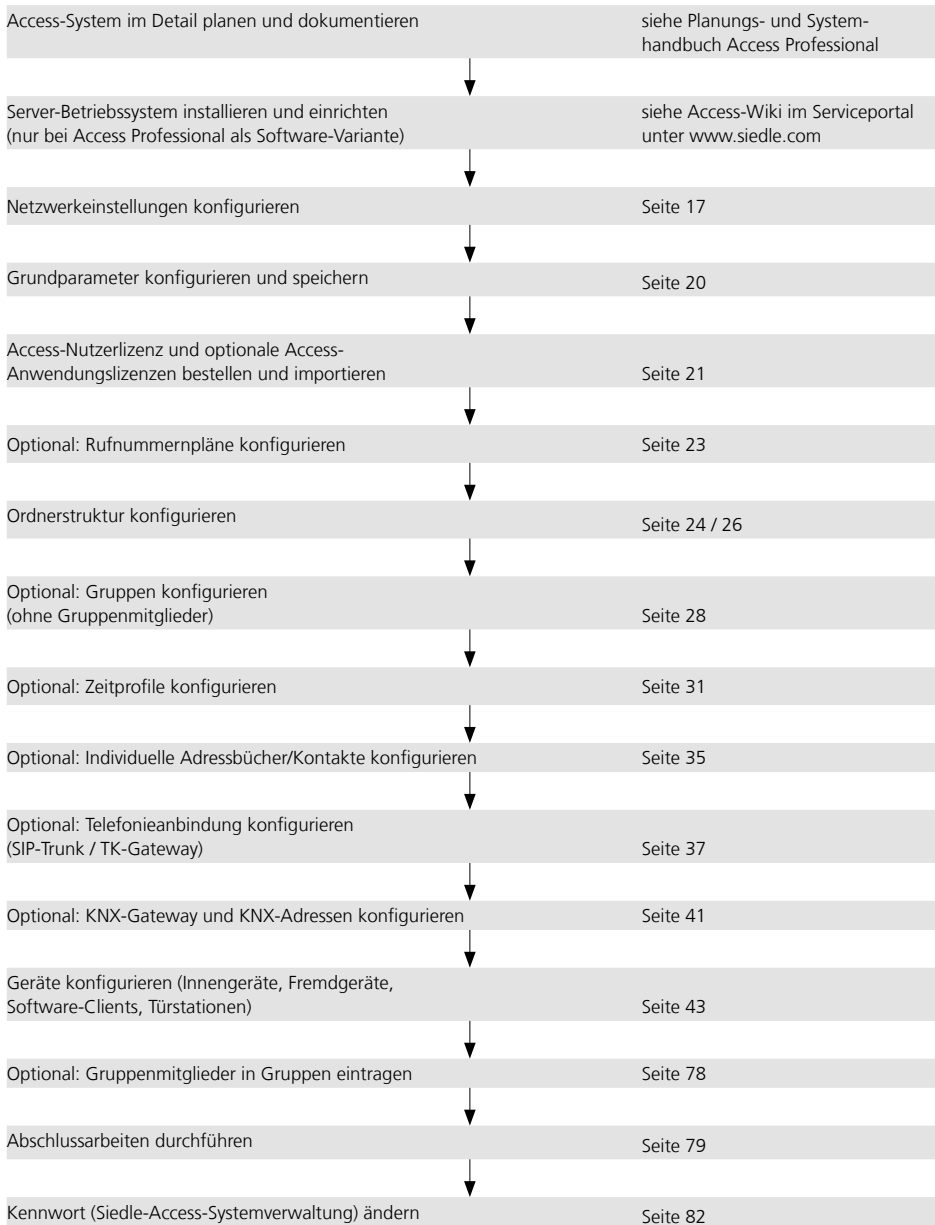 Access-System im Detail planen und dokumentieren
siehe Planungs- und System-
handbuch Access Professional
Server-Betriebssystem installieren und einrichten
(nur bei Access Professional als Software-Variante)
siehe Access-Wiki im Serviceportal
unter www.siedle.com
Netzwerkeinstellungen konfigurieren
Seite 17
Grundparameter konfigurieren und speichern
Seite 20
Access-Nutzerlizenz und optionale Access-
Anwendungslizenzen bestellen und importieren
Seite 21
Optional: Rufnummernpläne konfigurieren
Seite 23
Ordnerstruktur konfigurieren
Seite 24 / 26
Optional: Gruppen konfigurieren
(ohne Gruppenmitglieder)
Seite 28
Optional: Zeitprofile konfigurieren
Seite 31
Optional: Individuelle Adressbücher/Kontakte konfigurieren
Seite 35
Optional: Telefonieanbindung konfigurieren
(SIP-Trunk / TK-Gateway)
Seite 37
Optional: KNX-Gateway und KNX-Adressen konfigurieren
Seite 41
Geräte konfigurieren (Innengeräte, Fremdgeräte,
Software-Clients, Türstationen)
Seite 43
Optional: Gruppenmitglieder in Gruppen eintragen
Seite 78
Abschlussarbeiten durchführen
Seite 79
Kennwort (Siedle-Access-Systemverwaltung) ändern
Seite 82